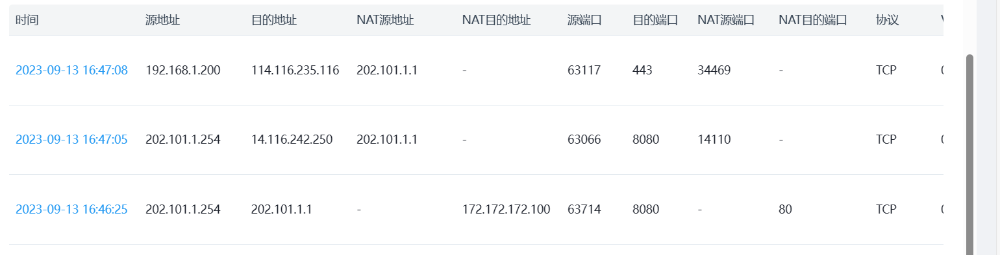 时间 源地址 目的地址 NAT源地址 NAT目的地址 源端口 目的端口 NAT源端口 NAT目的端口 协议
2023-09-13 16:47:08 192.168.1.200 114.116.235.116 202.101.1.1 - 63117 443 34469 - TCP
2023-09-13 16:47:05 202.101.1.254 14.116.242.250 202.101.1.1 - 63066 8080 14110 - TCP
2023-09-13 16:46:25 202.101.1.254 202.101.1.1 - 172.172.172.100 63714 8080 - 80 TCP